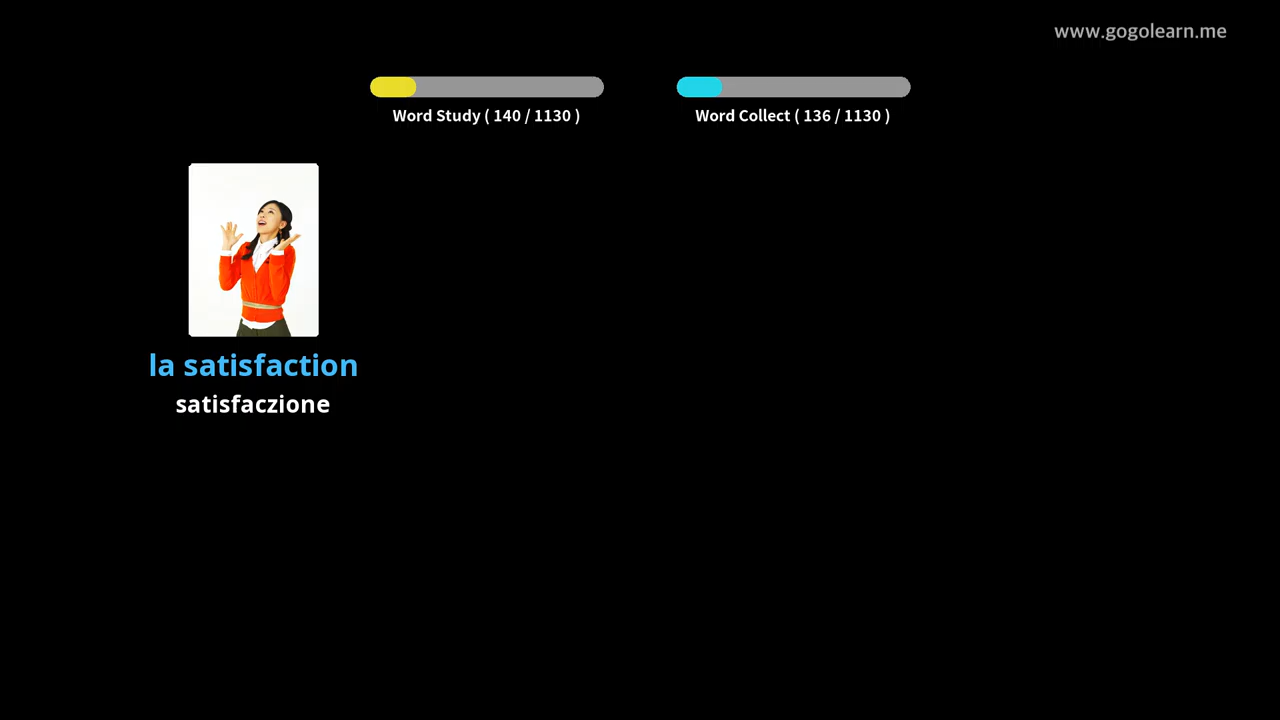 www.gogolearn.me
Word Study ( 140 / 1130 )
Word Collect ( 136 / 1130 )
la satisfaction
satisfaczione